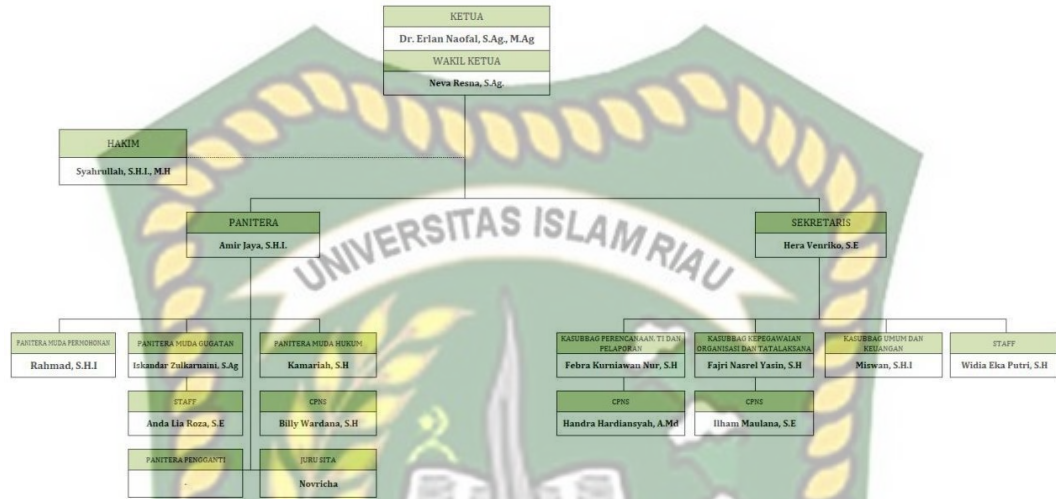 KETUA
Dr. Erlan Naofal, S.Ag., M.Ag
WAKIL KETUA
Neva Resna, S.Ag.
HAKIM
Syahrullah, S.H.I., M.H
UNIVERSITAS ISLAM RIAU
PANITERA
Amir Jaya, S.H.I.
SEKRETARIS
Hera Venriko, S.E
PANITERA MUDA PERMOHONAN
Rahmad, S.H.I
PANITERA MUDA GUGATAN
Iskandar Zulkarnaini, S.Ag
PANITERA MUDA HUKUM
Kamariah, S.H
KASUBBAG PERENCANAAN, TI DAN
PELAPORAN
Febra Kurniawan Nur, S.H
KASUBBAG KEPEGAWAIAN
ORGANISASI DAN TATALAKSANA
Fajri Nasrel Yasin, S.H
KASUBBAG UMUM DAN
KEUANGAN
Miswan, S.H.I
STAFF
Widia Eka Putri, S.H
STAFF
Anda Lia Roza, S.E
CPNS
Billy Wardana, S.H
CPNS
Handra Hardiansyah, A.Md
CPNS
Ilham Maulana, S.E
PANITERA PENGGANTI
-
JURU SITA
Novricha